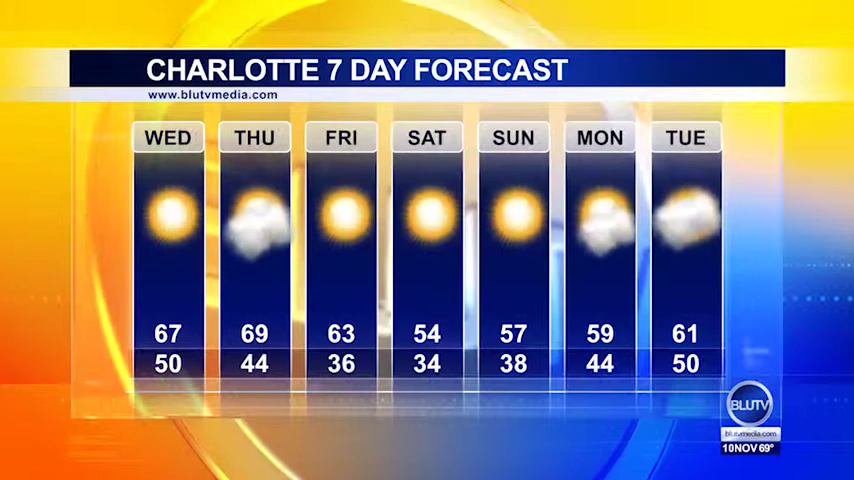 CHARLOTTE 7 DAY FORECAST
www.blutvmedia.com
WED THU FRI SAT SUN MON TUE
67 69 63 54 57 59 61
50 44 36 34 38 44 50
BLUTV
blutvmedia.com
10NOV 69°